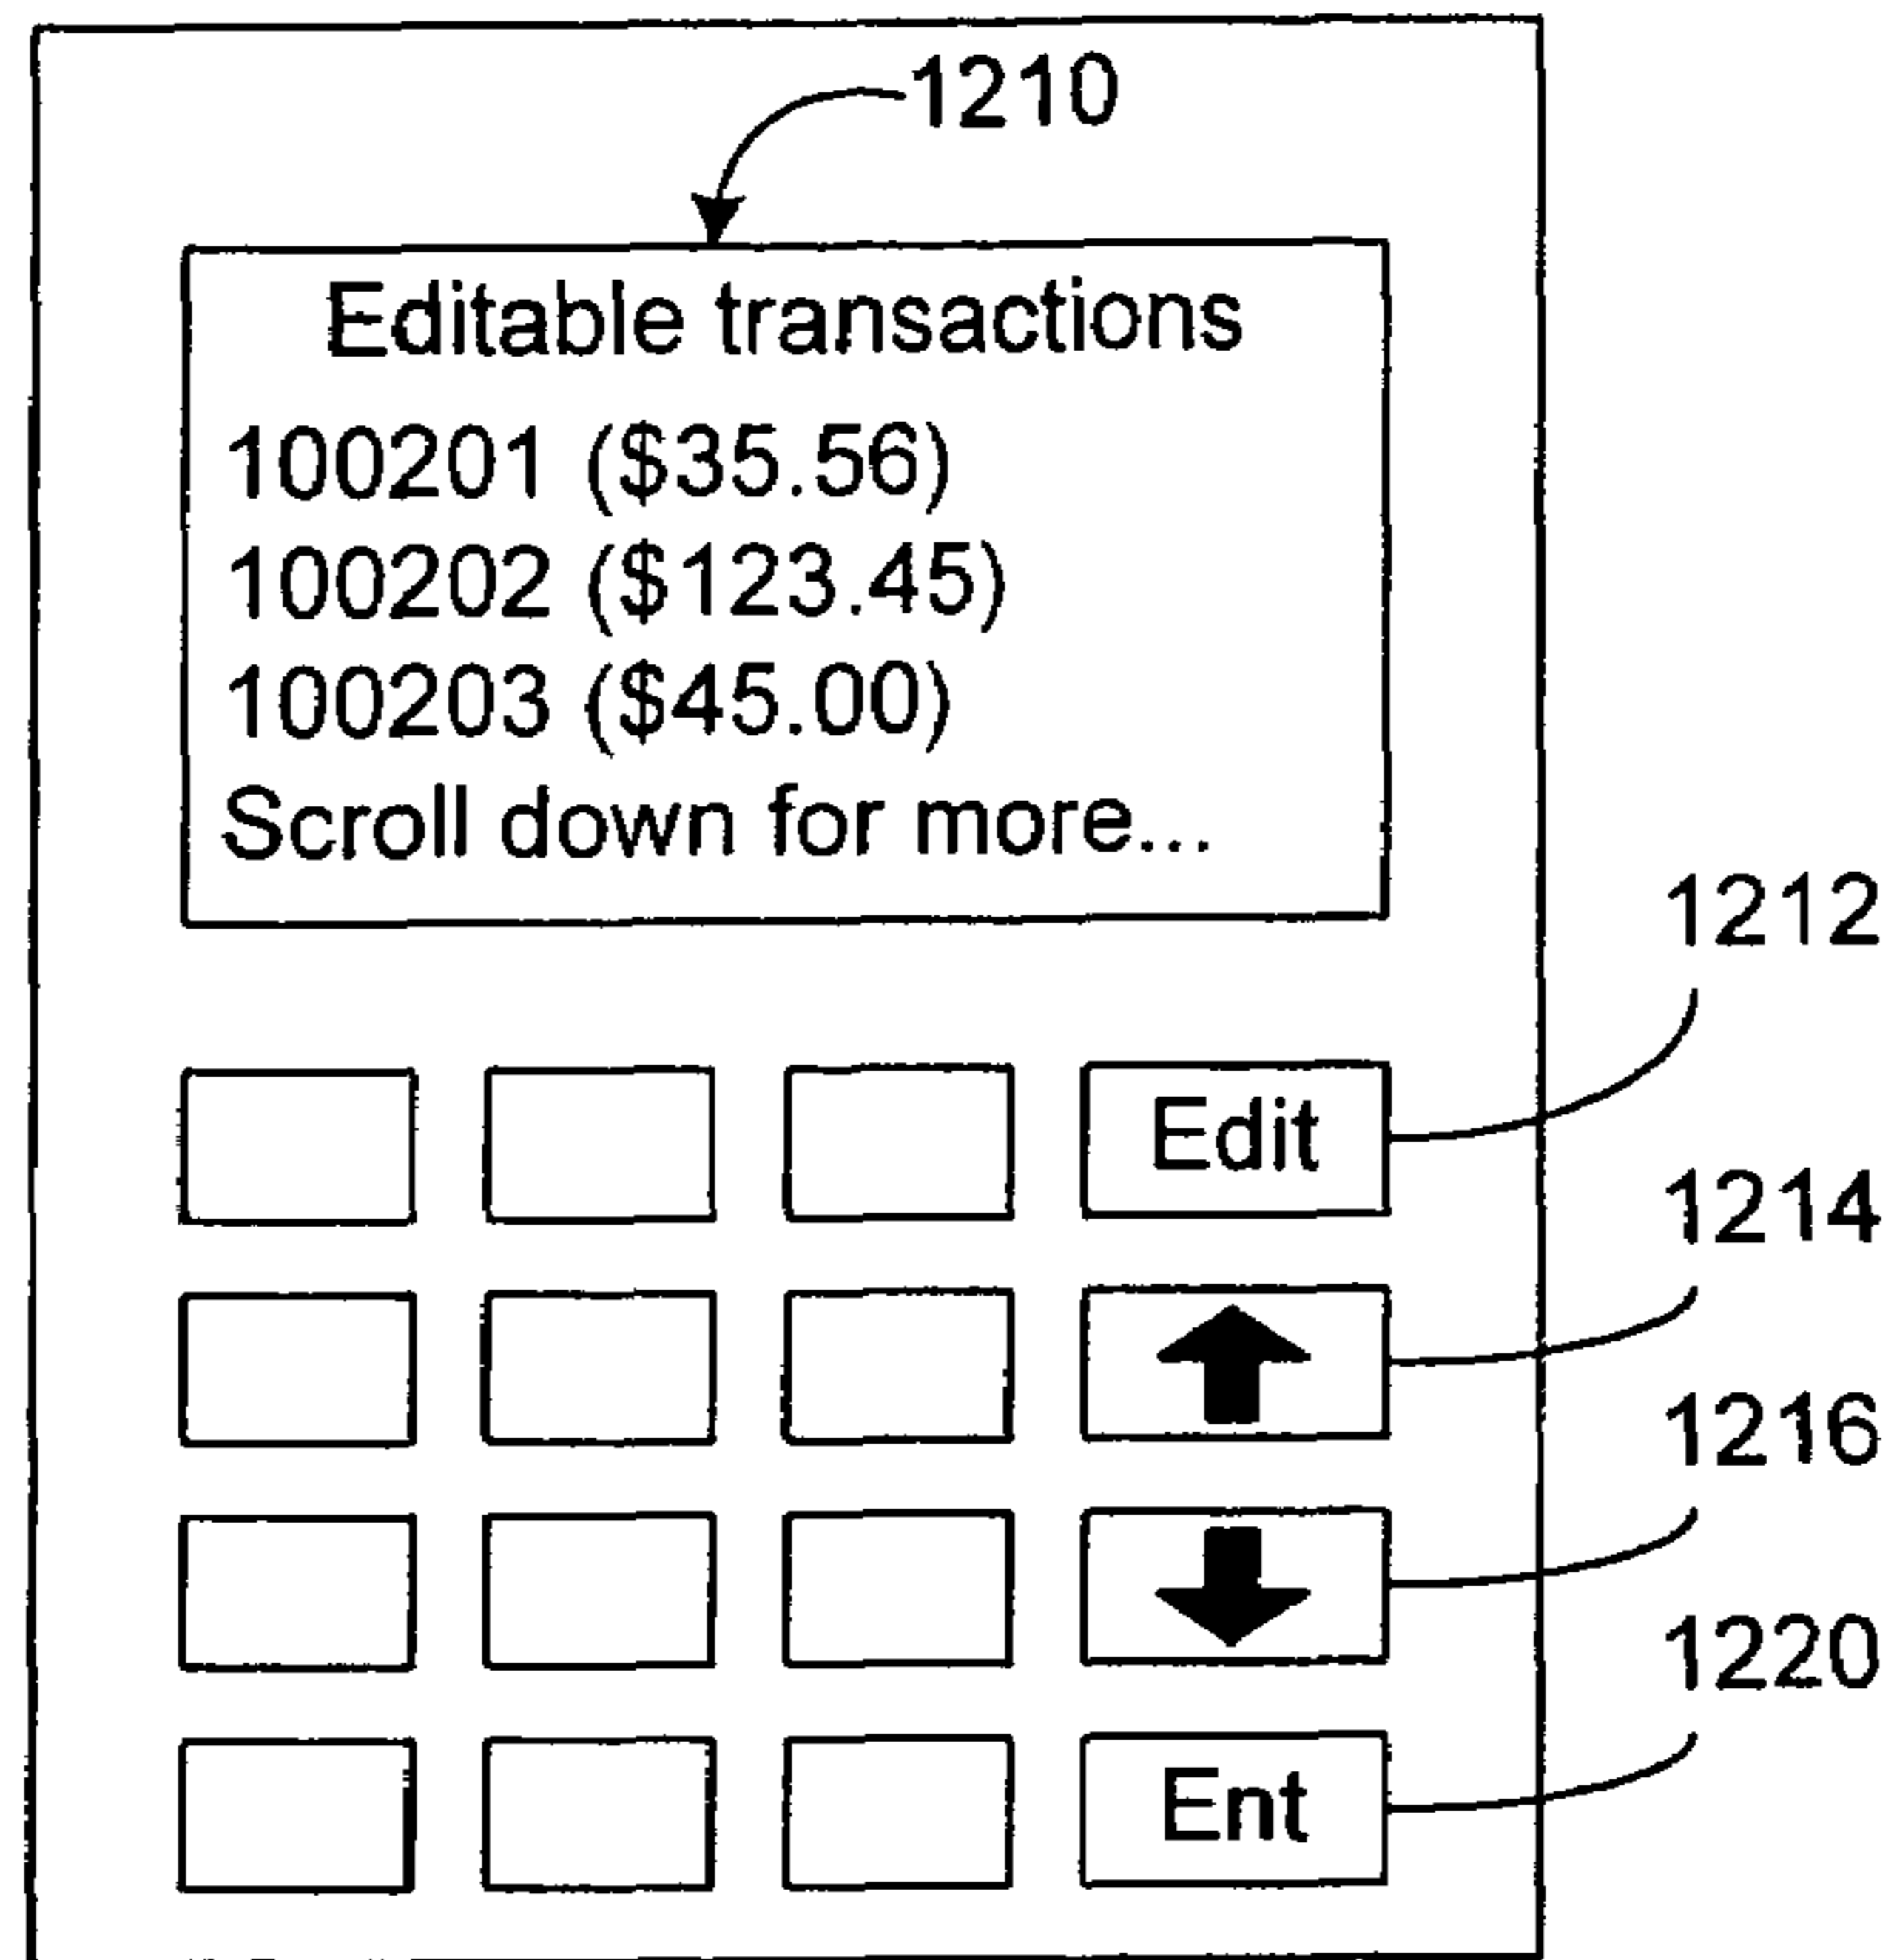 1210
Editable transactions
100201 ($35.56)
100202 ($123.45)
100203 ($45.00)
Scroll down for more...
1212
Edit
1214
1216
1220
Ent